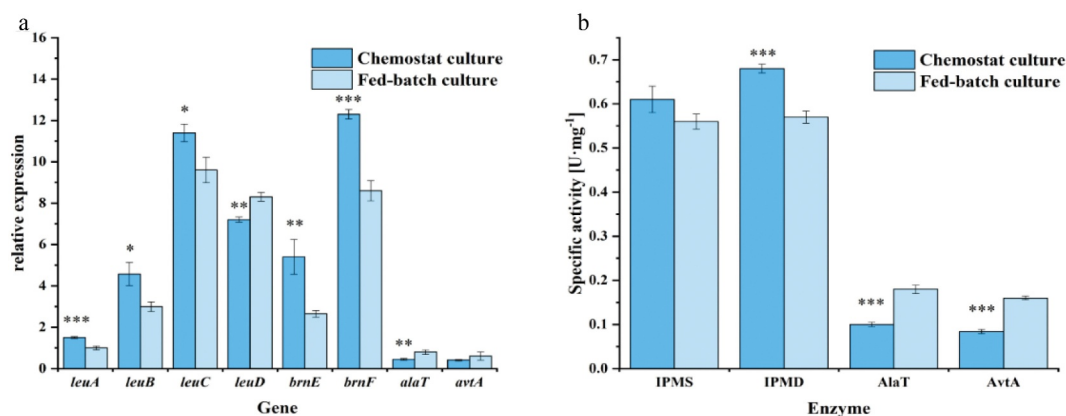 a
16
14
12
10
8
6
4
2
0
relative expression
Chemostat culture
Fed-batch culture
***
*
*
**
**
***
**
leuA
leuB
leuC
leuD
brnE
brnF
alaT
avtA
Gene
b
0.7
0.6
0.5
0.4
0.3
0.2
0.1
0.0
Specific activity [U·mg⁻¹]
Chemostat culture
Fed-batch culture
***
***
***
IPMS
IPMD
AlaT
AvtA
Enzyme